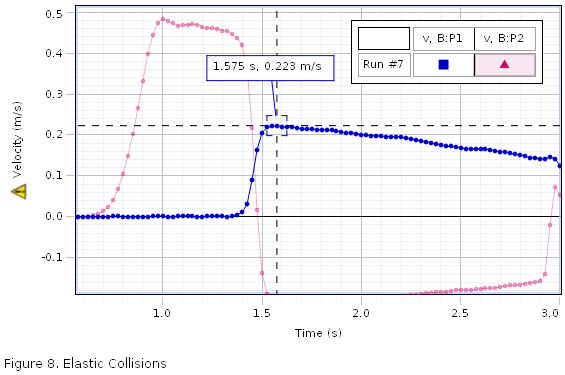 0.5
0.4
0.3
0.2
0.1
0.0
-0.1
Velocity (m/s)
1.575 s, 0.223 m/s
v, B:P1 v, B:P2
Run #7
1.0 1.5 2.0 2.5 3.0
Time (s)
Figure 8. Elastic Collisions